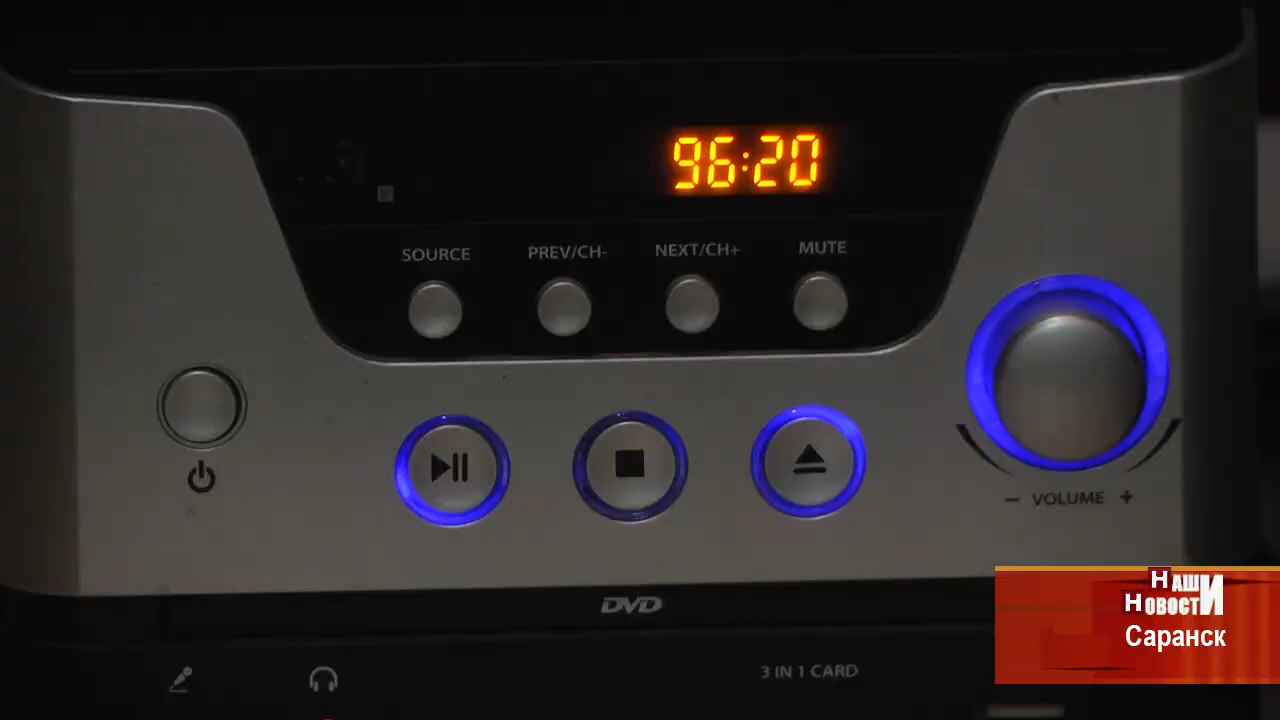 96:20
SOURCE PREV/CH- NEXT/CH+ MUTE
− VOLUME +
DVD
3 IN 1 CARD
НАШИ
НОВОСТИ
Саранск